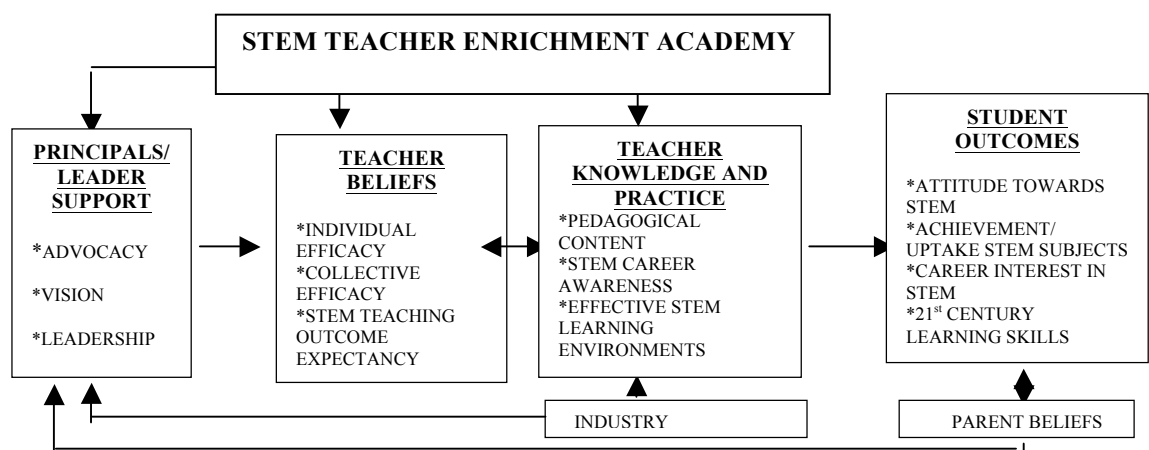 STEM TEACHER ENRICHMENT ACADEMY
PRINCIPALS/
LEADER
SUPPORT
*ADVOCACY
*VISION
*LEADERSHIP
TEACHER
BELIEFS
*INDIVIDUAL
EFFICACY
*COLLECTIVE
EFFICACY
*STEM TEACHING
OUTCOME
EXPECTANCY
TEACHER
KNOWLEDGE AND
PRACTICE
*PEDAGOGICAL
CONTENT
*STEM CAREER
AWARENESS
*EFFECTIVE STEM
LEARNING
ENVIRONMENTS
STUDENT
OUTCOMES
*ATTITUDE TOWARDS
STEM
*ACHIEVEMENT/
UPTAKE STEM SUBJECTS
*CAREER INTEREST IN
STEM
*21st CENTURY
LEARNING SKILLS
INDUSTRY
PARENT BELIEFS